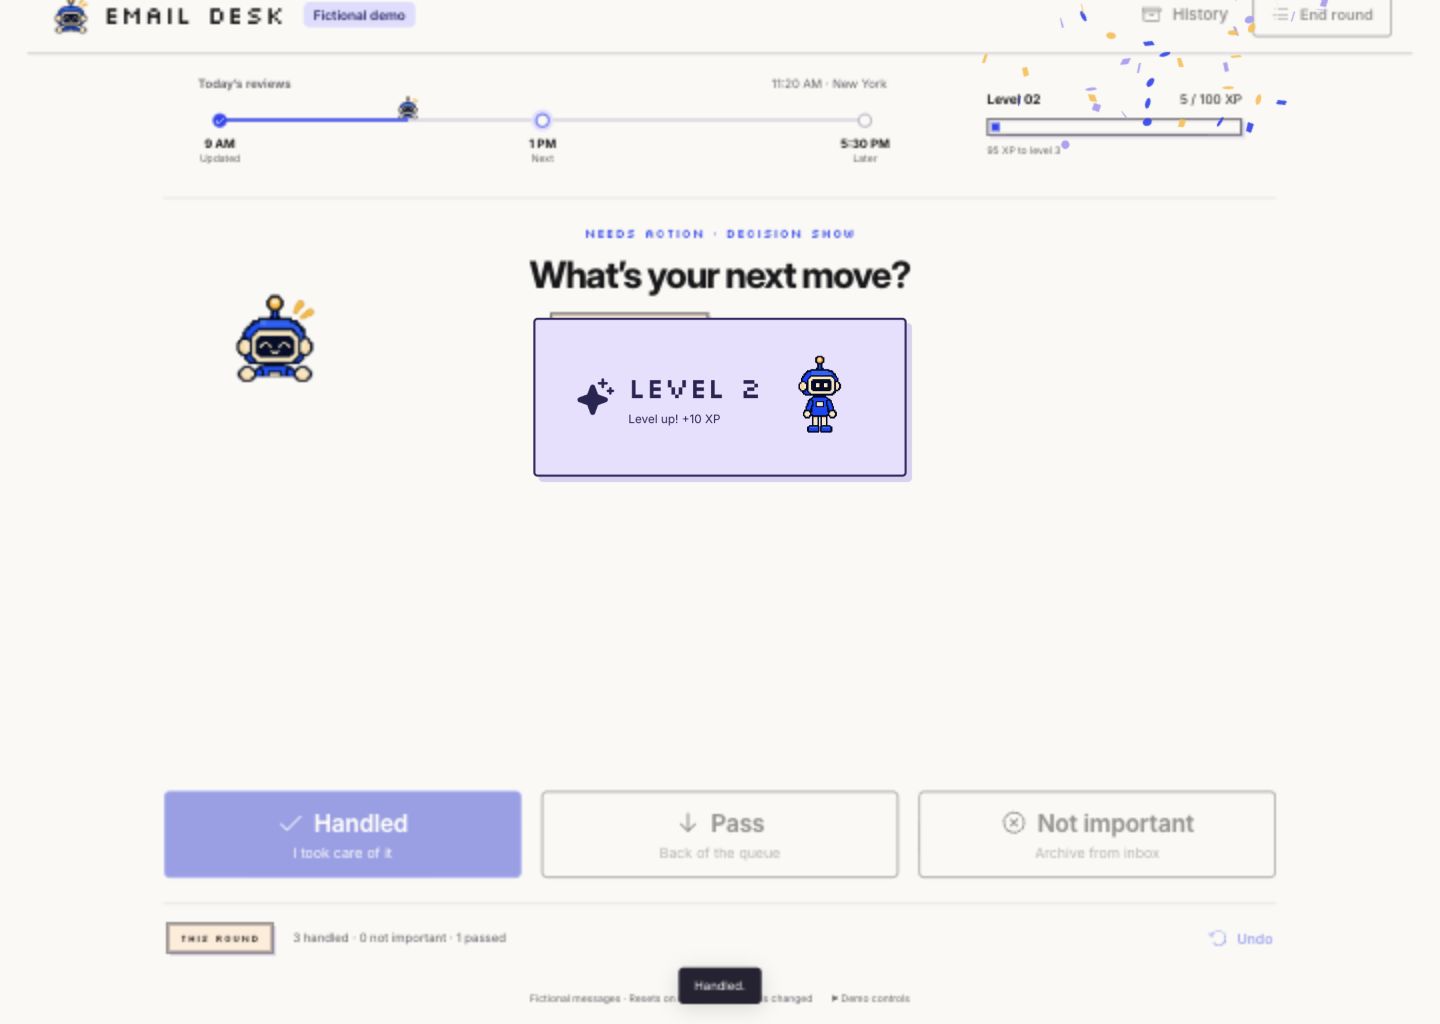 EMAIL DESK
Fictional demo
History
End round
Today's reviews
11:20 AM · New York
9 AM
Updated
1 PM
Next
5:30 PM
Later
Level 02
5 / 100 XP
95 XP to level 3
NEEDS ACTION · DECISION SHOW
What's your next move?
LEVEL 2
Level up! +10 XP
Handled
I took care of it
Pass
Back of the queue
Not important
Archive from inbox
THIS ROUND
3 handled · 0 not important · 1 passed
Undo
Handled.
Fictional messages · Resets on
s changed
Demo controls